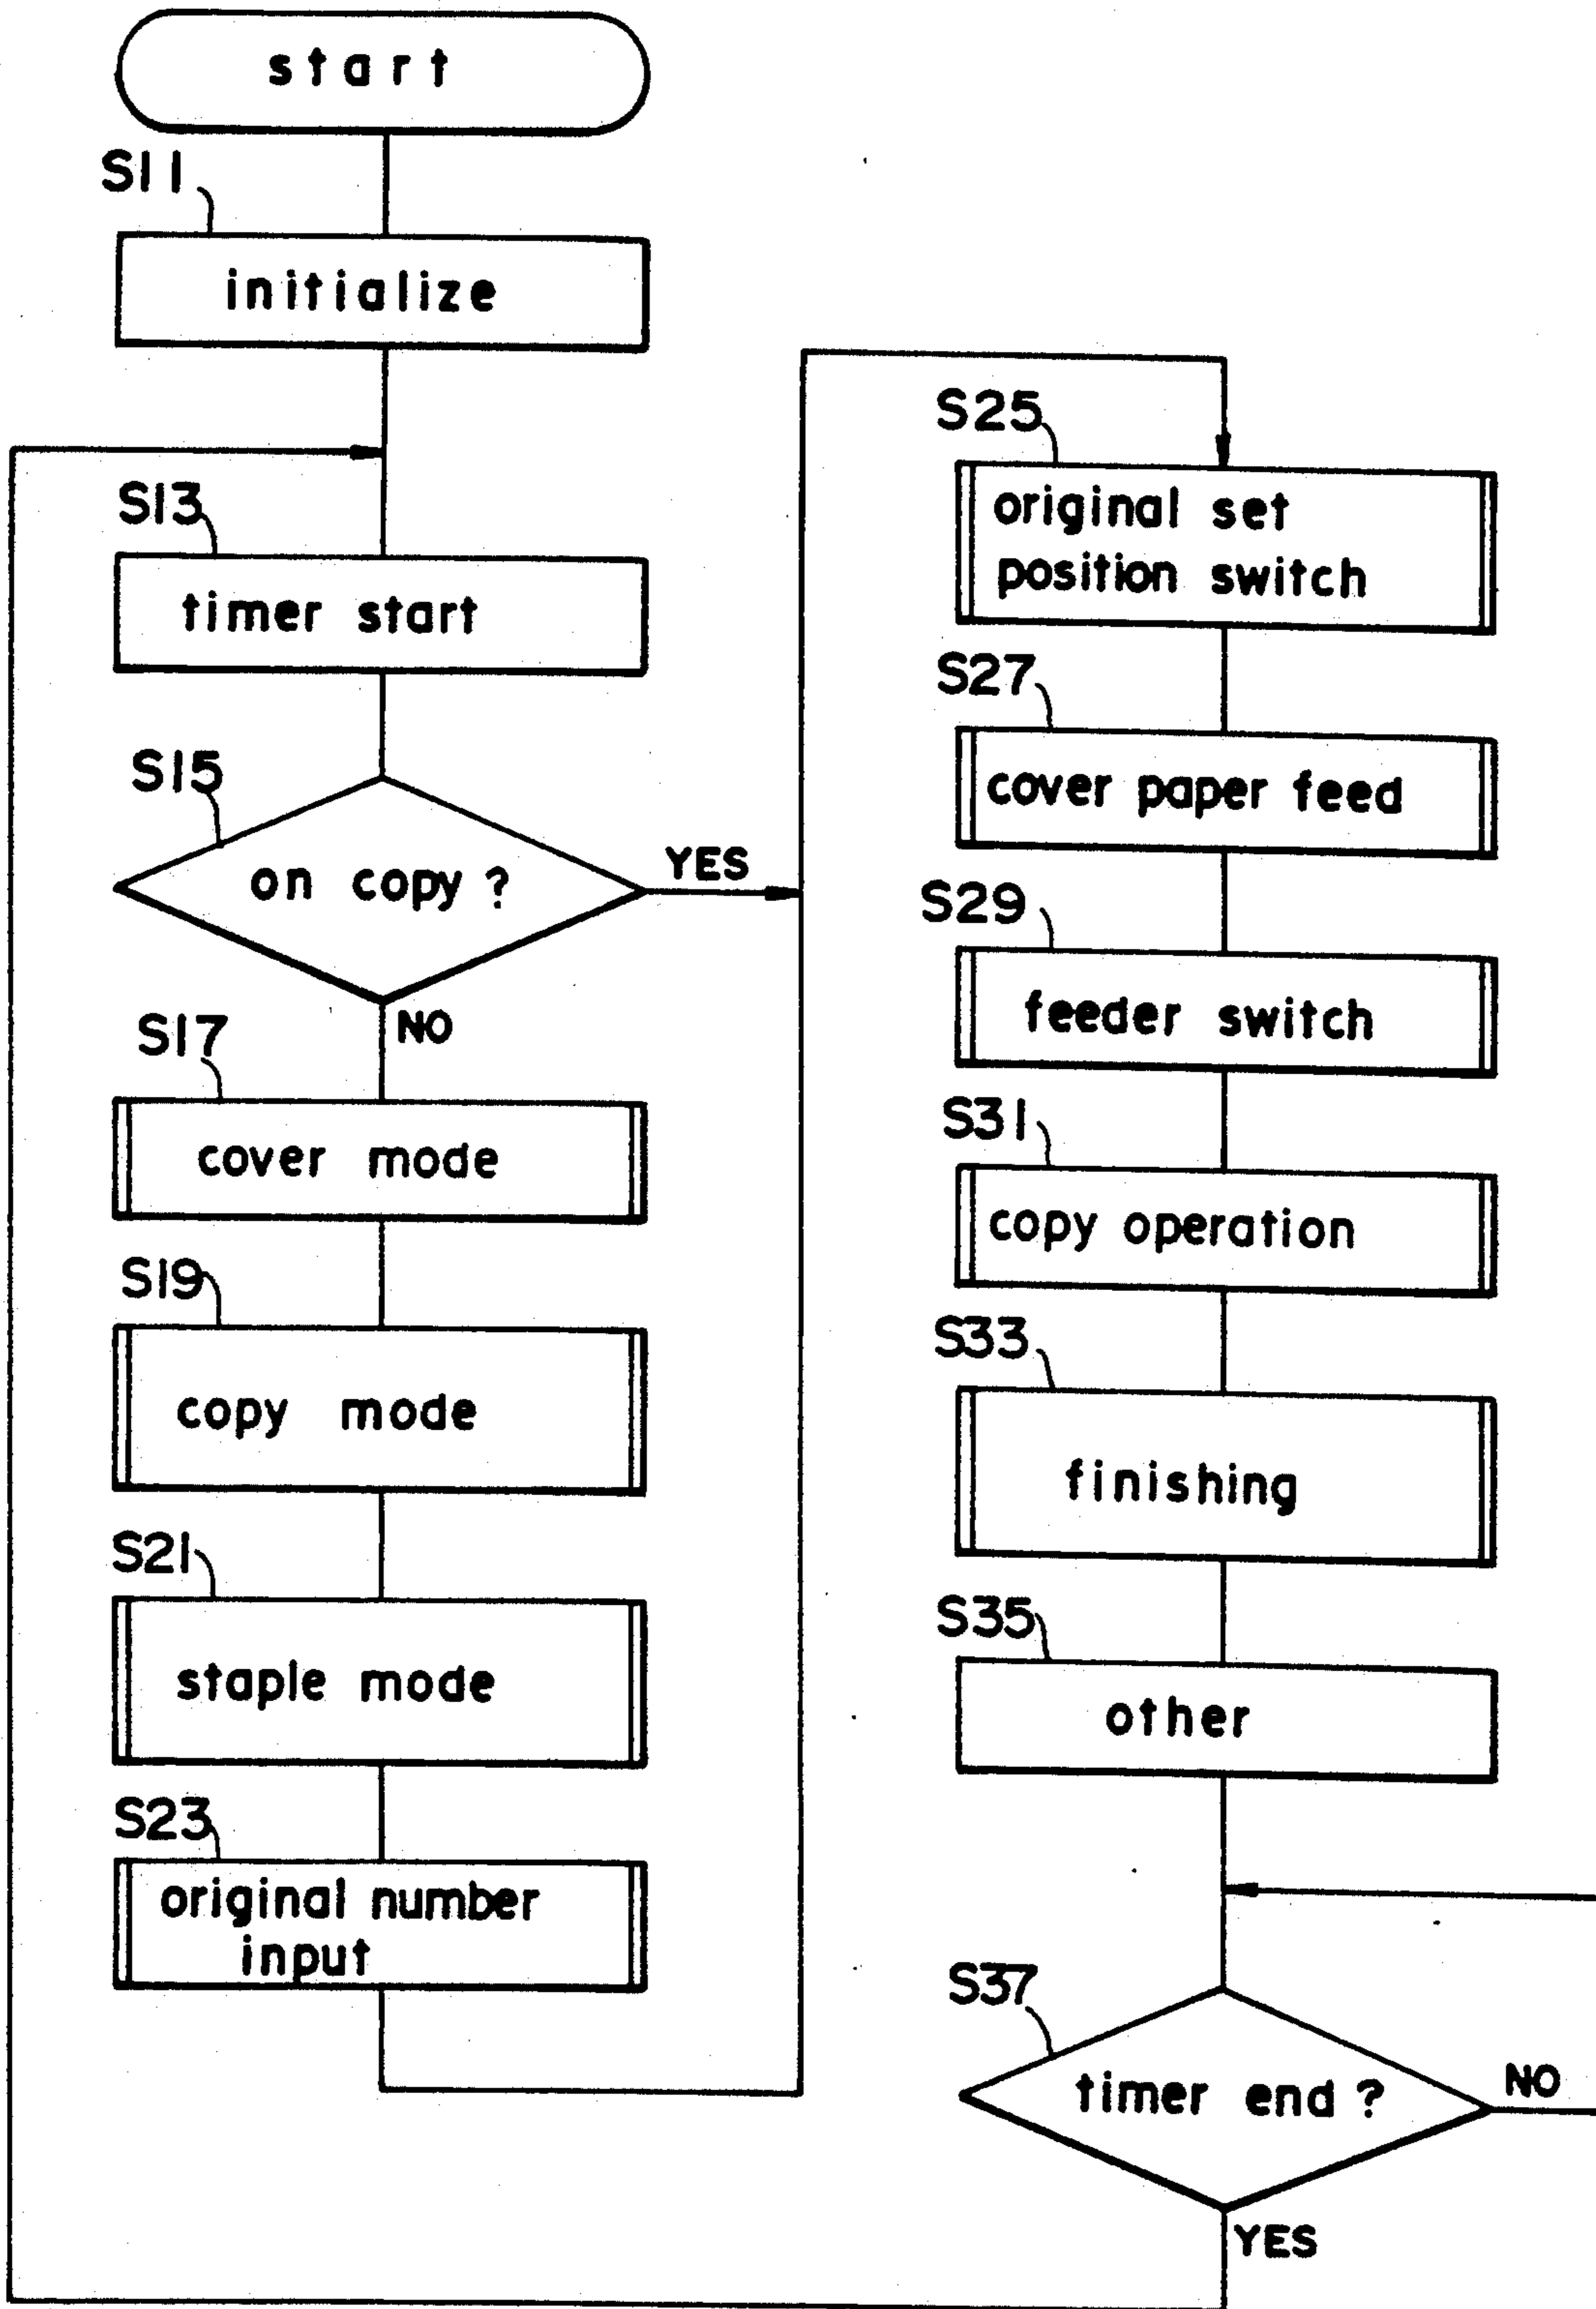 start
S11
initialize
S13
timer start
S15
on copy ?
YES
NO
S17
cover mode
S19
copy mode
S21
staple mode
S23
original number
input
S25
original set
position switch
S27
cover paper feed
S29
feeder switch
S31
copy operation
S33
finishing
S35
other
S37
timer end ?
NO
YES